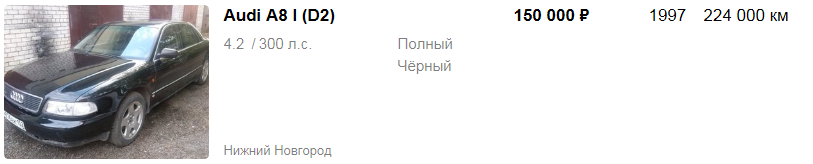 Audi A8 I (D2) 150 000 ₽ 1997 224 000 км
4.2 / 300 л.с. Полный
Чёрный
Нижний Новгород